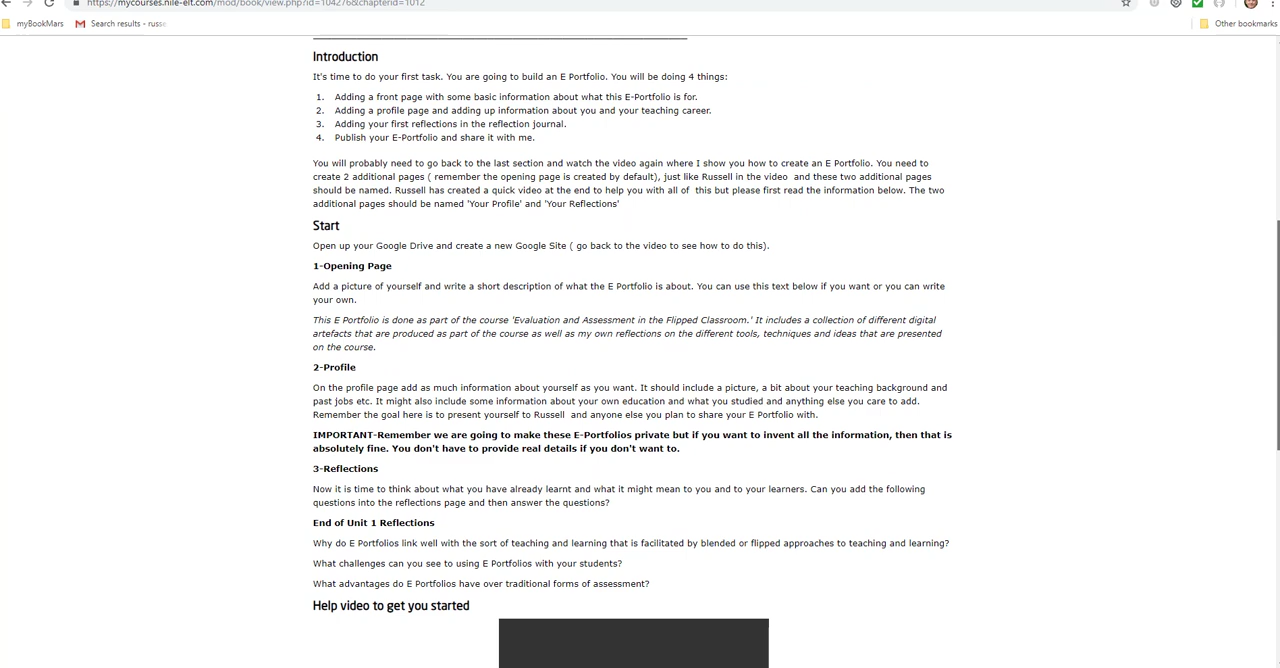 https://mycourses.nile-elt.com/mod/book/view.php?id=104276&chapterid=1012
myBookMars Search results - russe Other bookmarks
Introduction
It's time to do your first task. You are going to build an E Portfolio. You will be doing 4 things:
1. Adding a front page with some basic information about what this E-Portfolio is for.
2. Adding a profile page and adding up information about you and your teaching career.
3. Adding your first reflections in the reflection journal.
4. Publish your E-Portfolio and share it with me.
You will probably need to go back to the last section and watch the video again where I show you how to create an E Portfolio. You need to
create 2 additional pages ( remember the opening page is created by default), just like Russell in the video and these two additional pages
should be named. Russell has created a quick video at the end to help you with all of this but please first read the information below. The two
additional pages should be named 'Your Profile' and 'Your Reflections'
Start
Open up your Google Drive and create a new Google Site ( go back to the video to see how to do this).
1-Opening Page
Add a picture of yourself and write a short description of what the E Portfolio is about. You can use this text below if you want or you can write
your own.
This E Portfolio is done as part of the course 'Evaluation and Assessment in the Flipped Classroom.' It includes a collection of different digital
artefacts that are produced as part of the course as well as my own reflections on the different tools, techniques and ideas that are presented
on the course.
2-Profile
On the profile page add as much information about yourself as you want. It should include a picture, a bit about your teaching background and
past jobs etc. It might also include some information about your own education and what you studied and anything else you care to add.
Remember the goal here is to present yourself to Russell and anyone else you plan to share your E Portfolio with.
IMPORTANT-Remember we are going to make these E-Portfolios private but if you want to invent all the information, then that is
absolutely fine. You don't have to provide real details if you don't want to.
3-Reflections
Now it is time to think about what you have already learnt and what it might mean to you and to your learners. Can you add the following
questions into the reflections page and then answer the questions?
End of Unit 1 Reflections
Why do E Portfolios link well with the sort of teaching and learning that is facilitated by blended or flipped approaches to teaching and learning?
What challenges can you see to using E Portfolios with your students?
What advantages do E Portfolios have over traditional forms of assessment?
Help video to get you started